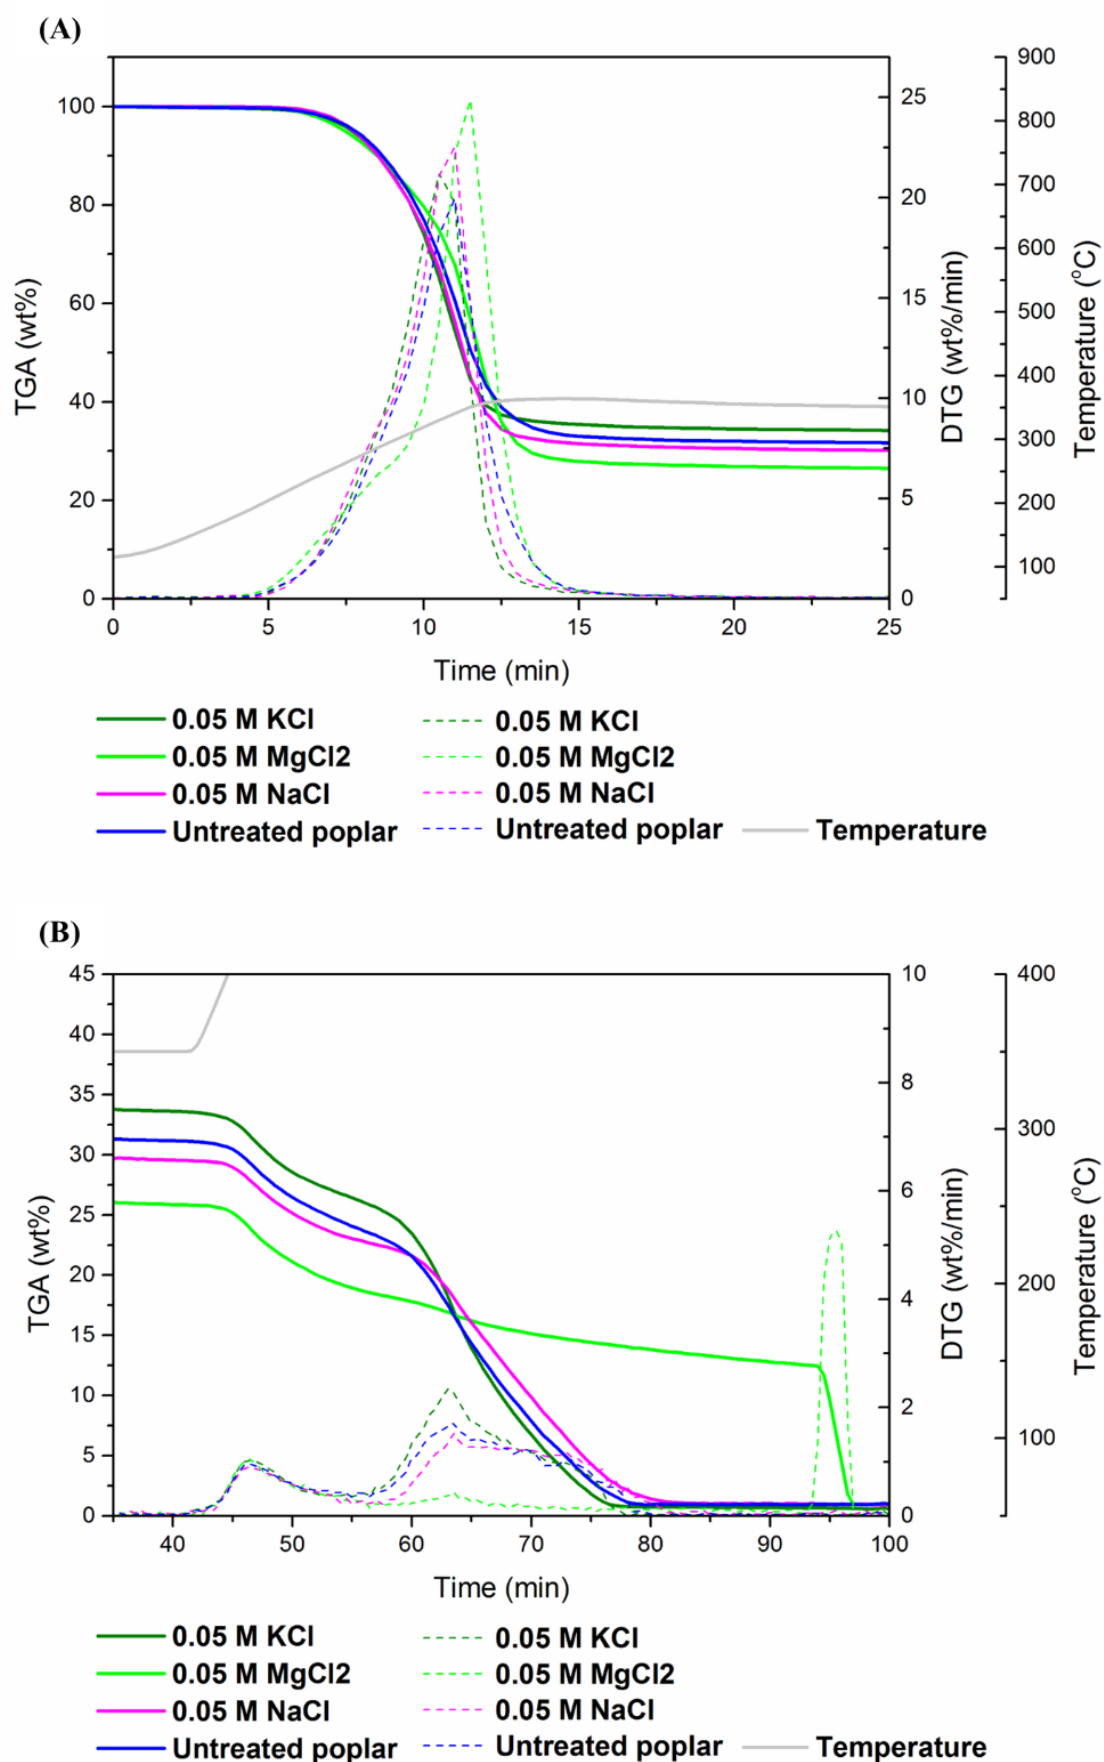 (A)
100
80
60
40
20
0
TGA (wt%)
0 5 10 15 20 25
Time (min)
25
20
15
10
5
0
DTG (wt%/min)
900
800
700
600
500
400
300
200
100
Temperature (°C)
0.05 M KCl 0.05 M KCl
0.05 M MgCl2 0.05 M MgCl2
0.05 M NaCl 0.05 M NaCl
Untreated poplar Untreated poplar Temperature
(B)
45
40
35
30
25
20
15
10
5
0
TGA (wt%)
40 50 60 70 80 90 100
Time (min)
10
8
6
4
2
0
DTG (wt%/min)
400
300
200
100
Temperature (°C)
0.05 M KCl 0.05 M KCl
0.05 M MgCl2 0.05 M MgCl2
0.05 M NaCl 0.05 M NaCl
Untreated poplar Untreated poplar Temperature